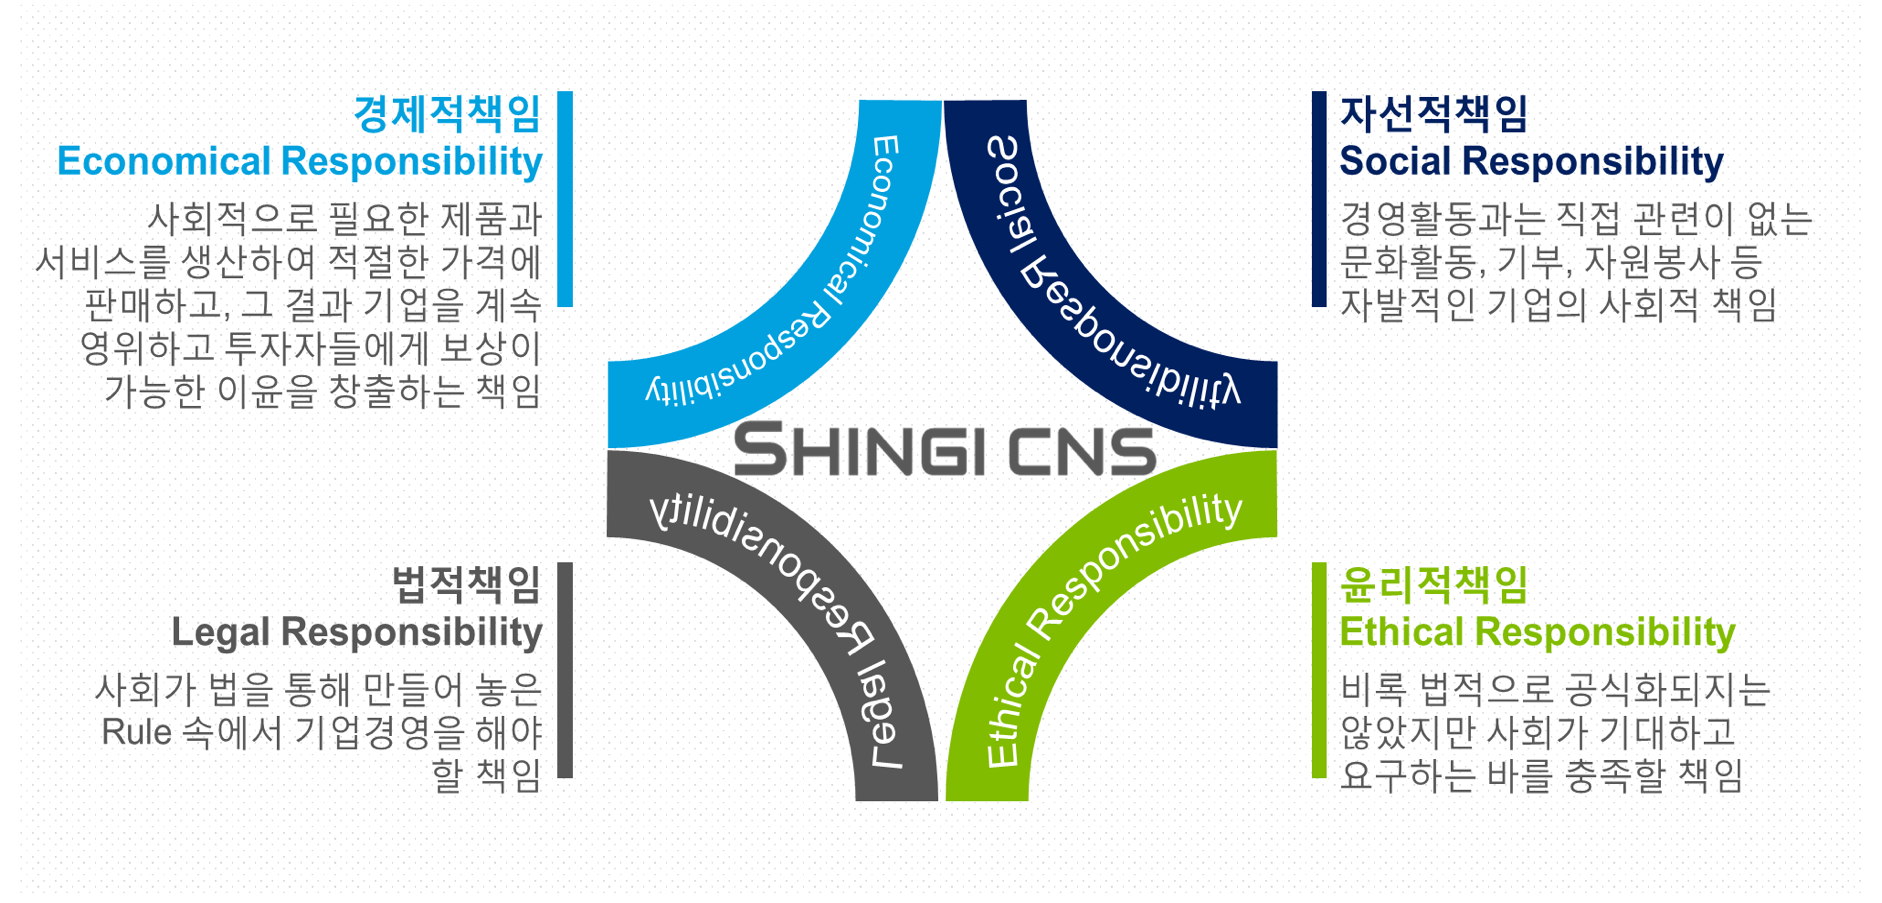 경제적책임
Economical Responsibility
사회적으로 필요한 제품과
서비스를 생산하여 적절한 가격에
판매하고, 그 결과 기업을 계속
영위하고 투자자들에게 보상이
가능한 이윤을 창출하는 책임
자선적책임
Social Responsibility
경영활동과는 직접 관련이 없는
문화활동, 기부, 자원봉사 등
자발적인 기업의 사회적 책임
Economical Responsibility
Social Responsibility
SHINGI CNS
Legal Responsibility
Ethical Responsibility
법적책임
Legal Responsibility
사회가 법을 통해 만들어 놓은
Rule 속에서 기업경영을 해야
할 책임
윤리적책임
Ethical Responsibility
비록 법적으로 공식화되지는
않았지만 사회가 기대하고
요구하는 바를 충족할 책임